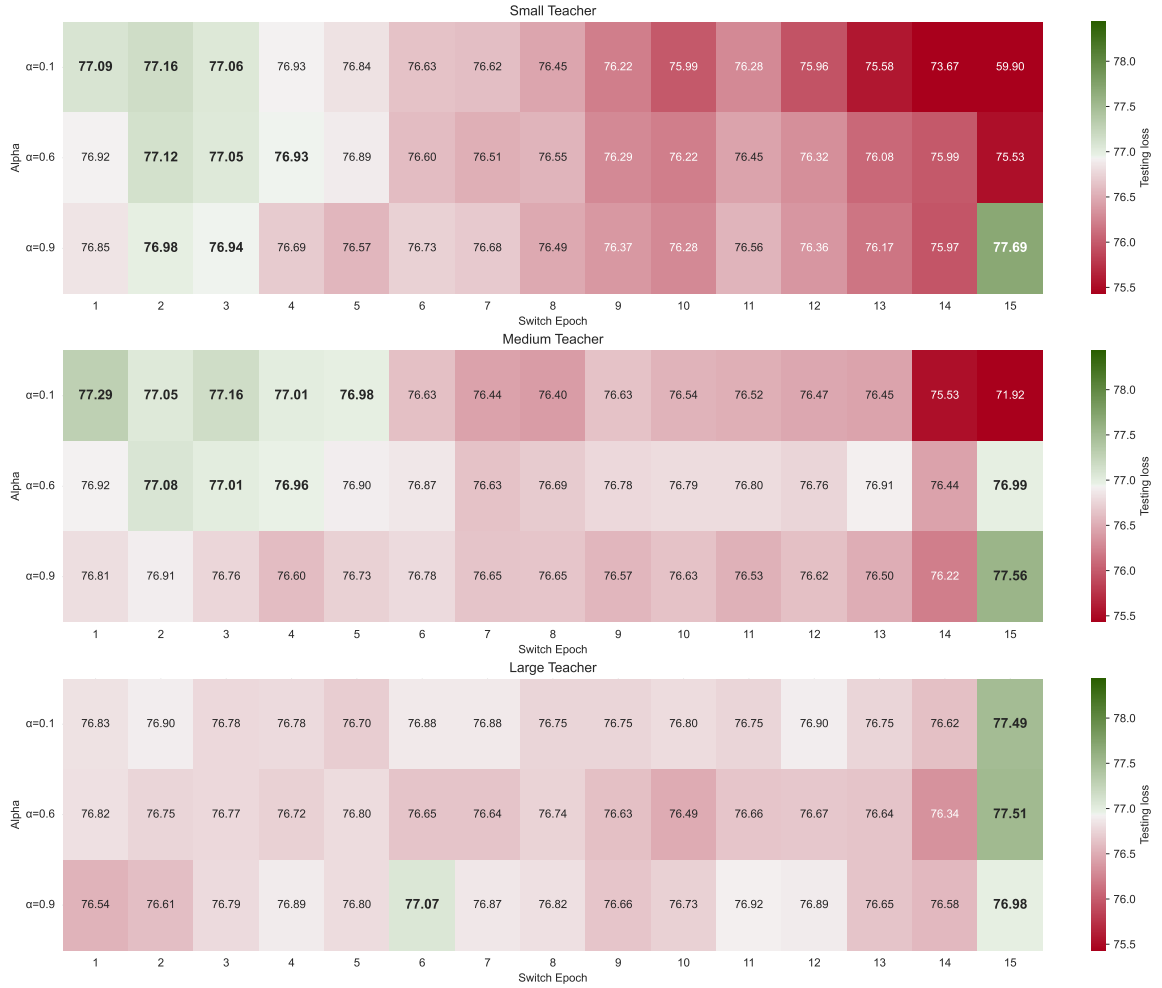 Small Teacher
α=0.1 77.09 77.16 77.06 76.93 76.84 76.63 76.62 76.45 76.22 75.99 76.28 75.96 75.58 73.67 59.90
α=0.6 76.92 77.12 77.05 76.93 76.89 76.60 76.51 76.55 76.29 76.22 76.45 76.32 76.08 75.99 75.53
α=0.9 76.85 76.98 76.94 76.69 76.57 76.73 76.68 76.49 76.37 76.28 76.56 76.36 76.17 75.97 77.69
Alpha
1 2 3 4 5 6 7 8 9 10 11 12 13 14 15
Switch Epoch
78.0
77.5
77.0
76.5
76.0
75.5
Testing loss
Medium Teacher
α=0.1 77.29 77.05 77.16 77.01 76.98 76.63 76.44 76.40 76.63 76.54 76.52 76.47 76.45 75.53 71.92
α=0.6 76.92 77.08 77.01 76.96 76.90 76.87 76.63 76.69 76.78 76.79 76.80 76.76 76.91 76.44 76.99
α=0.9 76.81 76.91 76.76 76.60 76.73 76.78 76.65 76.65 76.57 76.63 76.53 76.62 76.50 76.22 77.56
Alpha
1 2 3 4 5 6 7 8 9 10 11 12 13 14 15
Switch Epoch
78.0
77.5
77.0
76.5
76.0
75.5
Testing loss
Large Teacher
α=0.1 76.83 76.90 76.78 76.78 76.70 76.88 76.88 76.75 76.75 76.80 76.75 76.90 76.75 76.62 77.49
α=0.6 76.82 76.75 76.77 76.72 76.80 76.65 76.64 76.74 76.63 76.49 76.66 76.67 76.64 76.34 77.51
α=0.9 76.54 76.61 76.79 76.89 76.80 77.07 76.87 76.82 76.66 76.73 76.92 76.89 76.65 76.58 76.98
Alpha
1 2 3 4 5 6 7 8 9 10 11 12 13 14 15
Switch Epoch
78.0
77.5
77.0
76.5
76.0
75.5
Testing loss